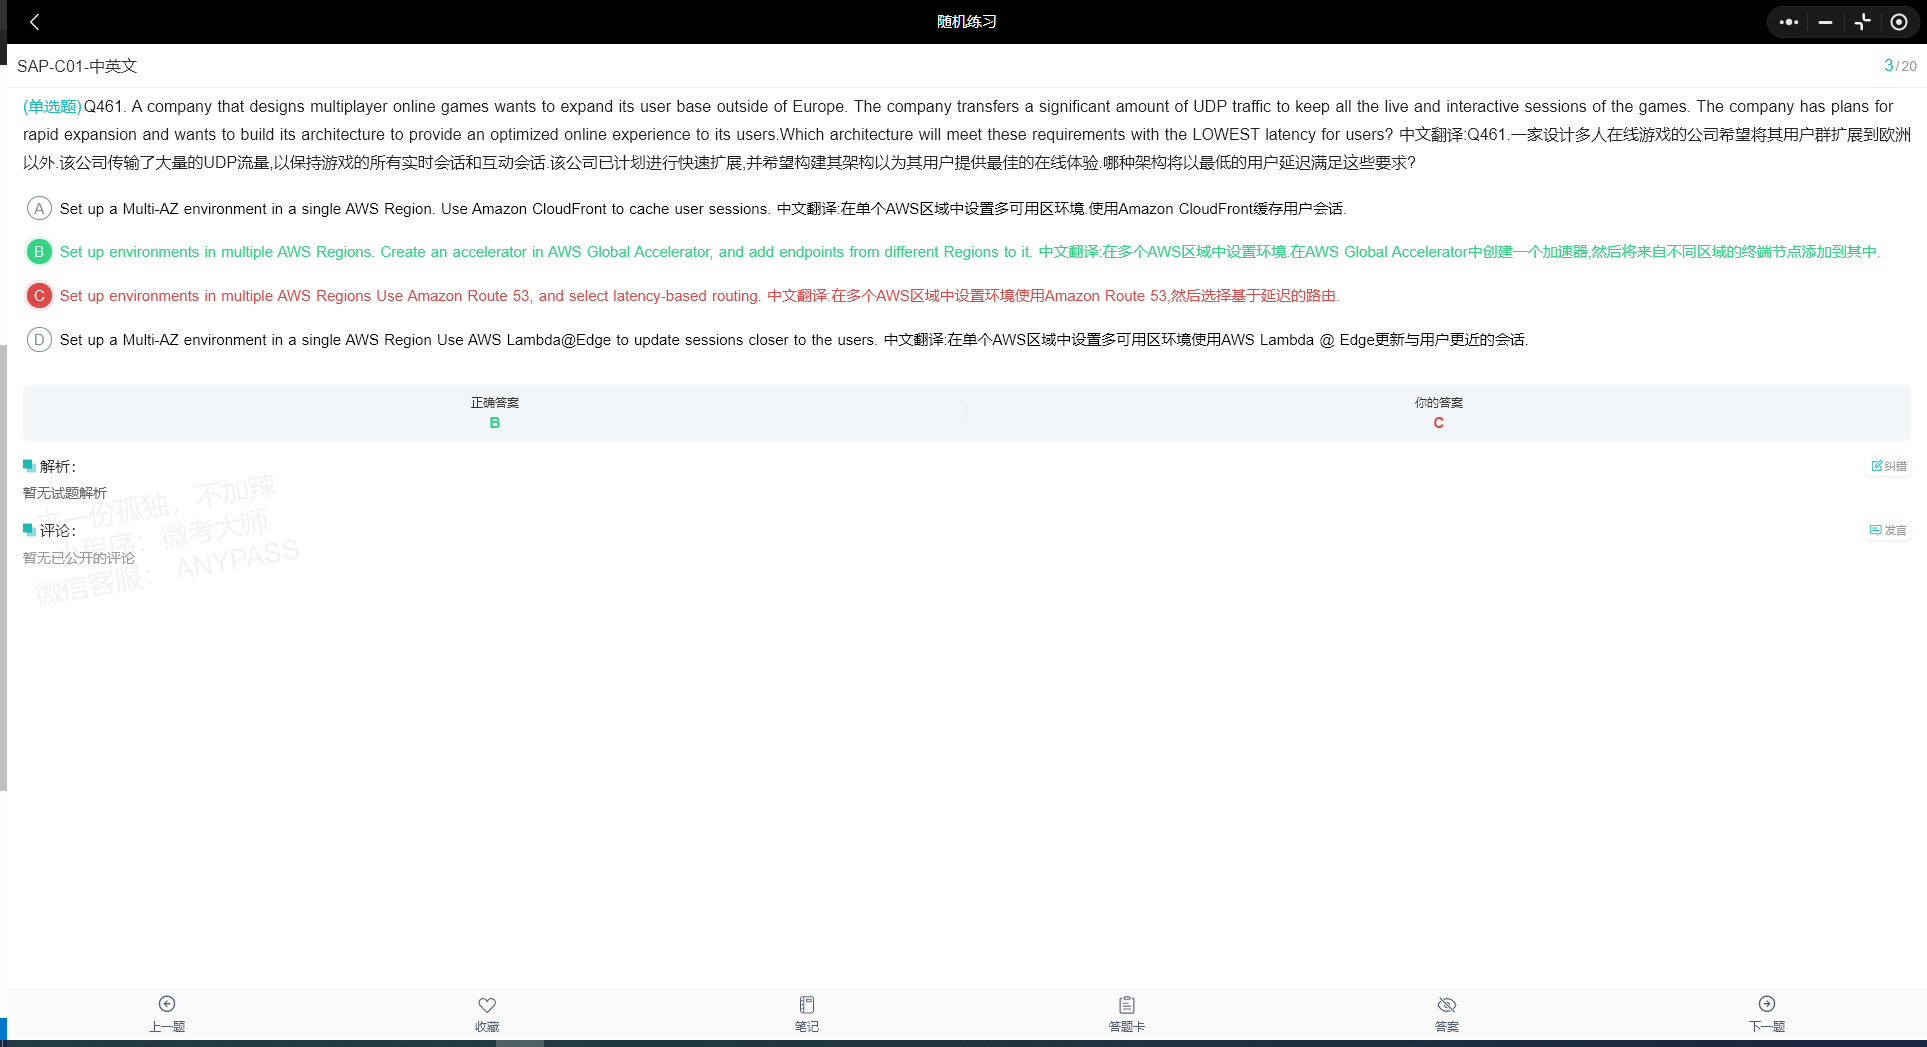 随机练习
SAP-C01-中英文
3/20
(单选题)Q461. A company that designs multiplayer online games wants to expand its user base outside of Europe. The company transfers a significant amount of UDP traffic to keep all the live and interactive sessions of the games. The company has plans for
rapid expansion and wants to build its architecture to provide an optimized online experience to its users.Which architecture will meet these requirements with the LOWEST latency for users? 中文翻译:Q461.一家设计多人在线游戏的公司希望将其用户群扩展到欧洲
以外.该公司传输了大量的UDP流量,以保持游戏的所有实时会话和互动会话.该公司已计划进行快速扩展,并希望构建其架构以为其用户提供最佳的在线体验.哪种架构将以最低的用户延迟满足这些要求?
A Set up a Multi-AZ environment in a single AWS Region. Use Amazon CloudFront to cache user sessions. 中文翻译:在单个AWS区域中设置多可用区环境.使用Amazon CloudFront缓存用户会话.
B Set up environments in multiple AWS Regions. Create an accelerator in AWS Global Accelerator, and add endpoints from different Regions to it. 中文翻译:在多个AWS区域中设置环境.在AWS Global Accelerator中创建一个加速器,然后将来自不同区域的终端节点添加到其中.
C Set up environments in multiple AWS Regions Use Amazon Route 53, and select latency-based routing. 中文翻译:在多个AWS区域中设置环境使用Amazon Route 53,然后选择基于延迟的路由.
D Set up a Multi-AZ environment in a single AWS Region Use AWS Lambda@Edge to update sessions closer to the users. 中文翻译:在单个AWS区域中设置多可用区环境使用AWS Lambda @ Edge更新与用户更近的会话.
正确答案
B
你的答案
C
解析：
纠错
暂无试题解析
来一份孤独，不加辣
评论：
发言
小程序：微考大师
暂无已公开的评论
微信客服： ANYPASS
上一题
收藏
笔记
答题卡
答案
下一题